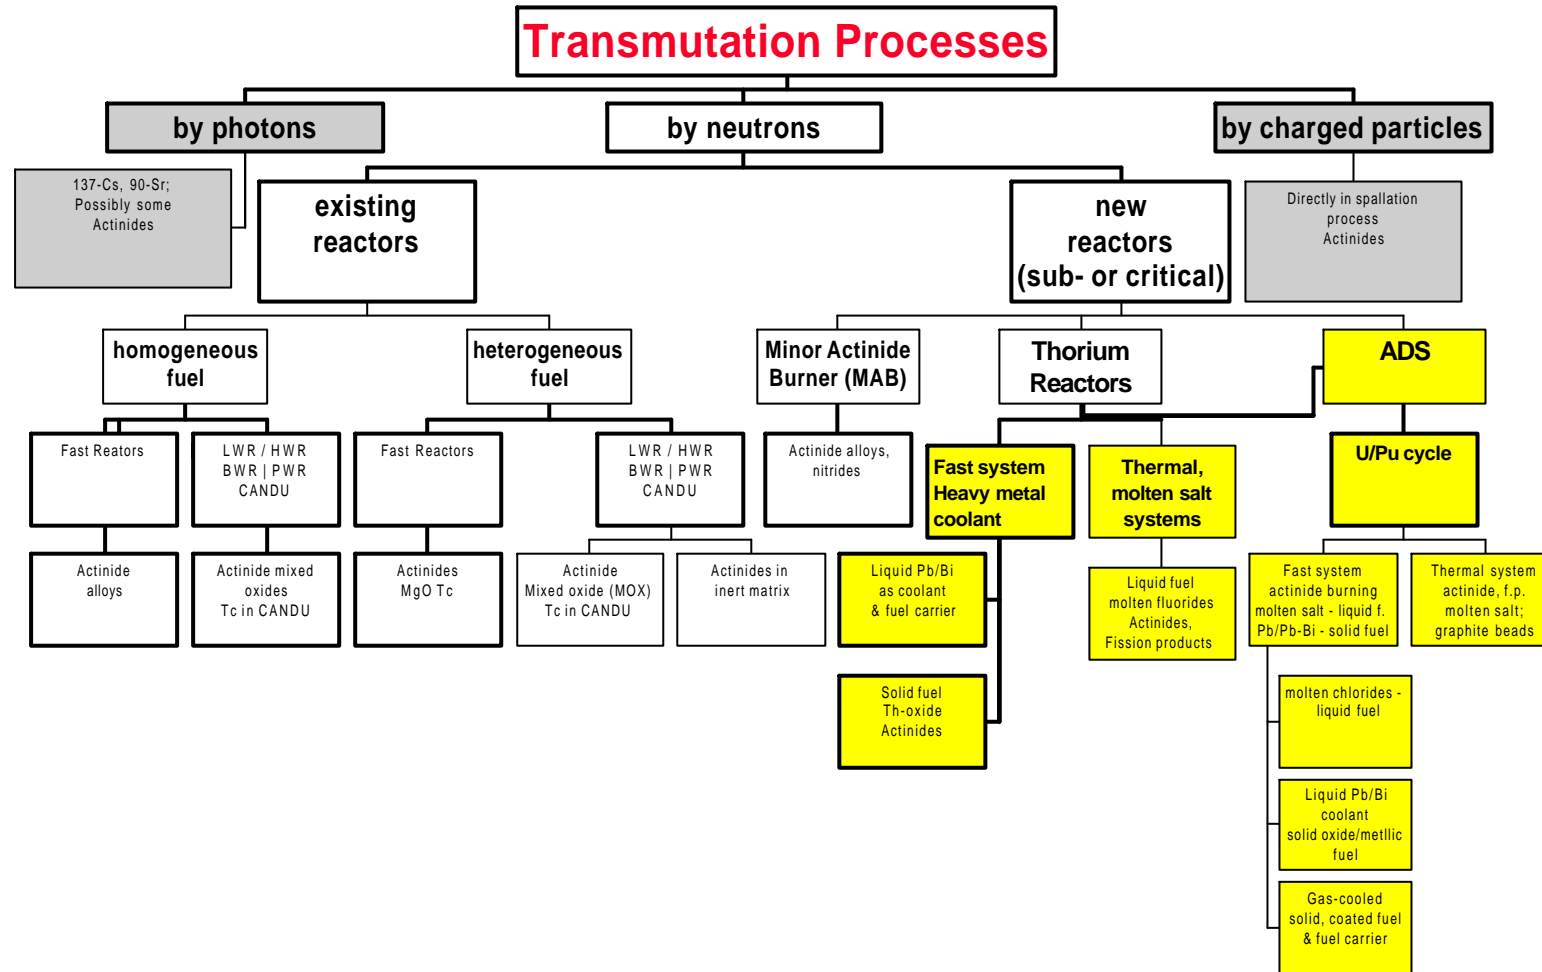 Transmutation Processes
by photons
by neutrons
by charged particles
137-Cs, 90-Sr;
Possibly some
Actinides
existing
reactors
new
reactors
(sub- or critical)
Directly in spallation
process
Actinides
homogeneous
fuel
heterogeneous
fuel
Minor Actinide
Burner (MAB)
Thorium
Reactors
ADS
Fast Reators
LWR / HWR
BWR | PWR
CANDU
Fast Reactors
LWR / HWR
BWR | PWR
CANDU
Actinide alloys,
nitrides
Fast system
Heavy metal
coolant
Thermal,
molten salt
systems
U/Pu cycle
Actinide
alloys
Actinide mixed
oxides
Tc in CANDU
Actinides
MgO Tc
Actinide
Mixed oxide (MOX)
Tc in CANDU
Actinides in
inert matrix
Liquid Pb/Bi
as coolant
& fuel carrier
Liquid fuel
molten fluorides
Actinides,
Fission products
Fast system
actinide burning
molten salt - liquid f.
Pb/Pb-Bi - solid fuel
Thermal system
actinide, f.p.
molten salt;
graphite beads
Solid fuel
Th-oxide
Actinides
molten chlorides -
liquid fuel
Liquid Pb/Bi
coolant
solid oxide/metllic
fuel
Gas-cooled
solid, coated fuel
& fuel carrier